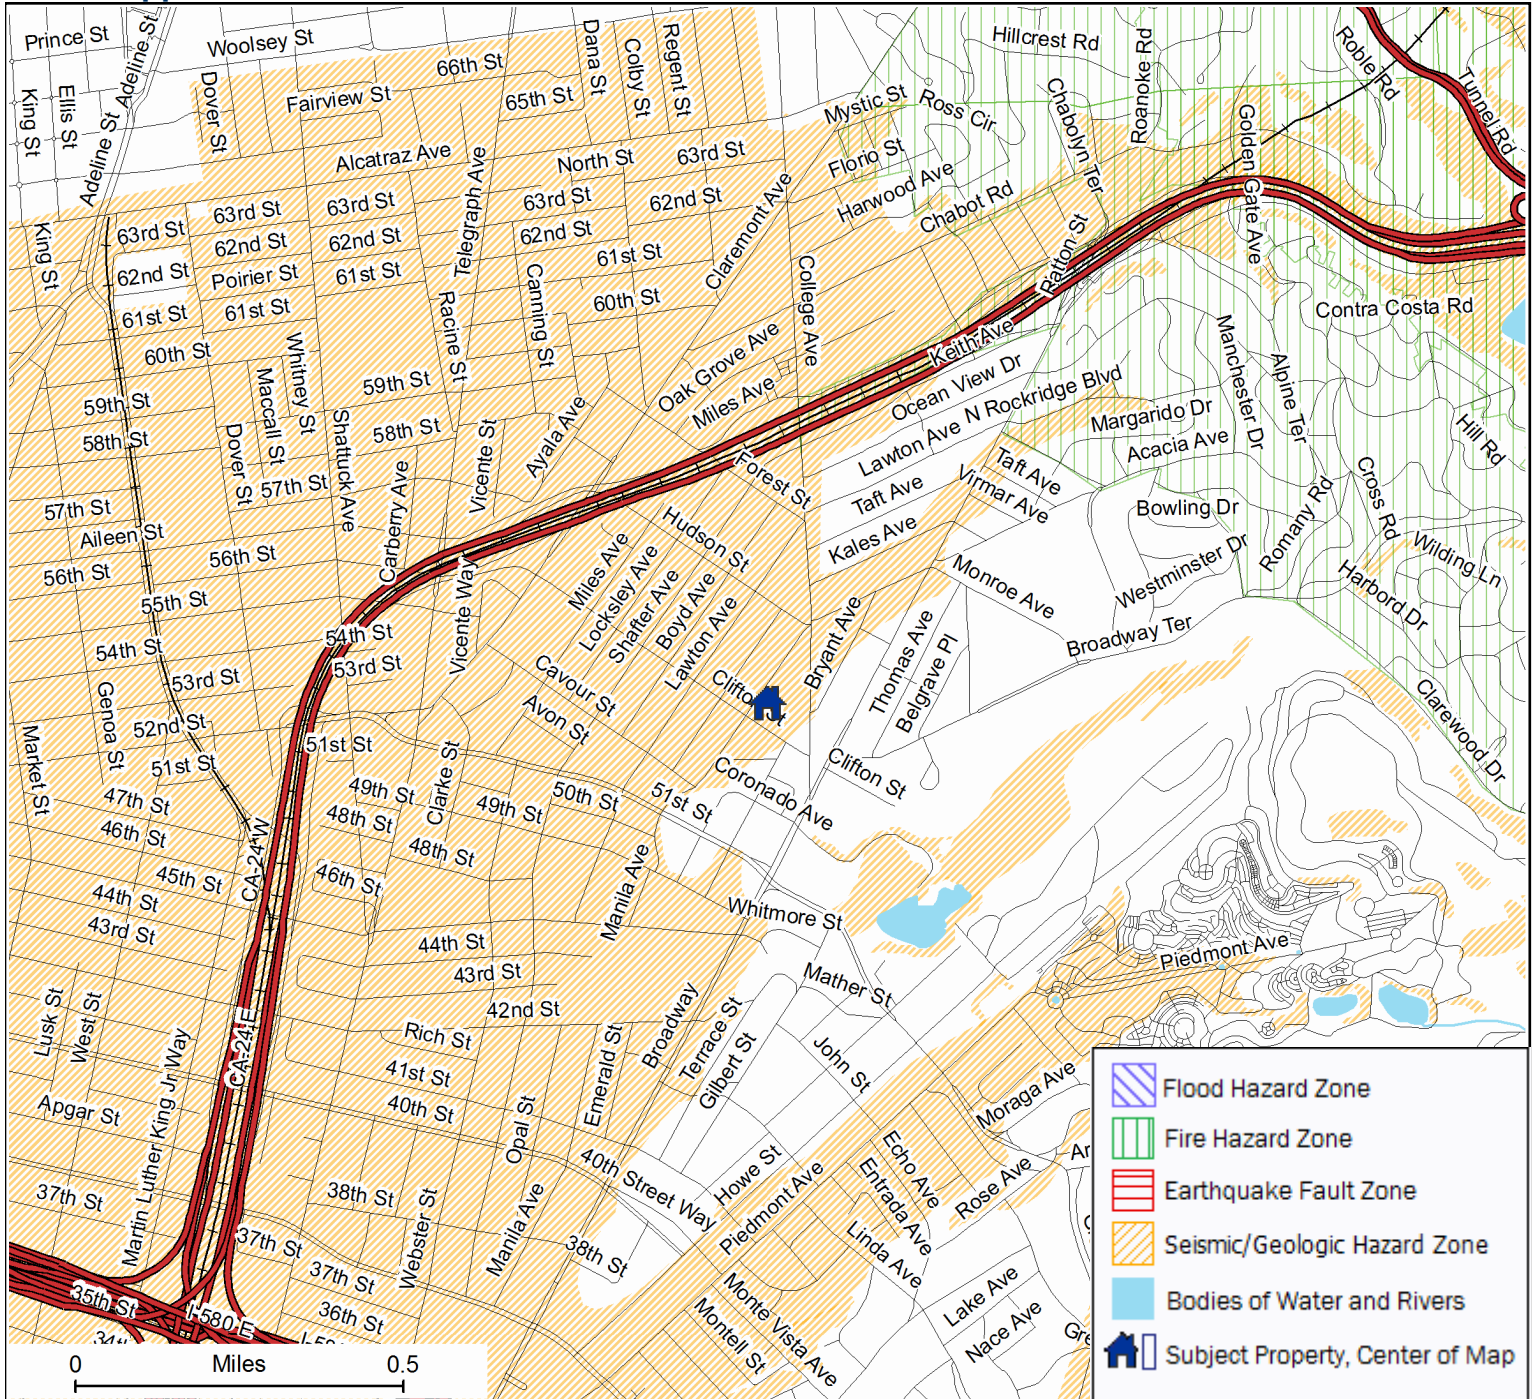 Prince St
Woolsey St
Adeline St
Dana St
Colby St
Regent St
Hillcrest Rd
Roanoke Rd
Roble Rd
Tunnel Rd
King St
Ellis St
Dover St
66th St
Fairview St
65th St
Mystic St
Ross Cir
Chabolyn Ter
Golden Gate Ave
Adeline St
Alcatraz Ave
Telegraph Ave
North St
63rd St
Florio St
Harwood Ave
Chabot Rd
King St
63rd St
63rd St
63rd St
63rd St
62nd St
Claremont Ave
62nd St
62nd St
62nd St
62nd St
Poirier St
61st St
61st St
Canning St
College Ave
Patton St
61st St
61st St
60th St
Racine St
Contra Costa Rd
60th St
Whitney St
Oak Grove Ave
Keith Ave
Manchester Dr
Alpine Ter
59th St
59th St
Maccall St
Miles Ave
Ocean View Dr
N Rockridge Blvd
Margarido Dr
58th St
58th St
Dover St
Shattuck Ave
Vicente St
Ayala Ave
Lawton Ave
Acacia Ave
Hill Rd
57th St
57th St
Carberry Ave
Forest St
Taft Ave
Taft Ave
Virmar Ave
Bowling Dr
Romany Rd
Cross Rd
Aileen St
56th St
56th St
Hudson St
Kales Ave
Wilding Ln
55th St
Vicente Way
Miles Ave
Locksley Ave
Shafter Ave
Boyd Ave
Lawton Ave
Monroe Ave
Westminster Dr
Harbord Dr
54th St
54th St
53rd St
53rd St
Bryant Ave
Thomas Ave
Belgrave Pl
Broadway Ter
Genoa St
Cavour St
Avon St
Clifto
t
Clarewood Dr
Market St
52nd St
51st St
51st St
Clarke St
Coronado Ave
Clifton St
47th St
46th St
49th St
49th St
50th St
51st St
48th St
48th St
CA-24 W
45th St
46th St
44th St
43rd St
Manila Ave
Whitmore St
44th St
43rd St
42nd St
Mather St
Piedmont Ave
Lusk St
West St
CA-24 E
Rich St
Emerald St
Broadway
Terrace St
Gilbert St
John St
Moraga Ave
41st St
40th St
Apgar St
Martin Luther King Jr Way
Opal St
40th Street Way
Howe St
Piedmont Ave
Echo Ave
Entrada Ave
Rose Ave
37th St
38th St
Webster St
Manila Ave
38th St
Linda Ave
37th St
37th St
36th St
35th St
I-580 E
Monte Vista Ave
Montell St
Lake Ave
Nace Ave
0
Miles
0.5
Flood Hazard Zone
Fire Hazard Zone
Earthquake Fault Zone
Seismic/Geologic Hazard Zone
Bodies of Water and Rivers
Subject Property, Center of Map